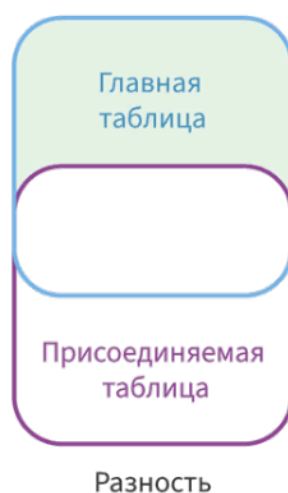 Главная
таблица
Присоединяемая
таблица
Разность